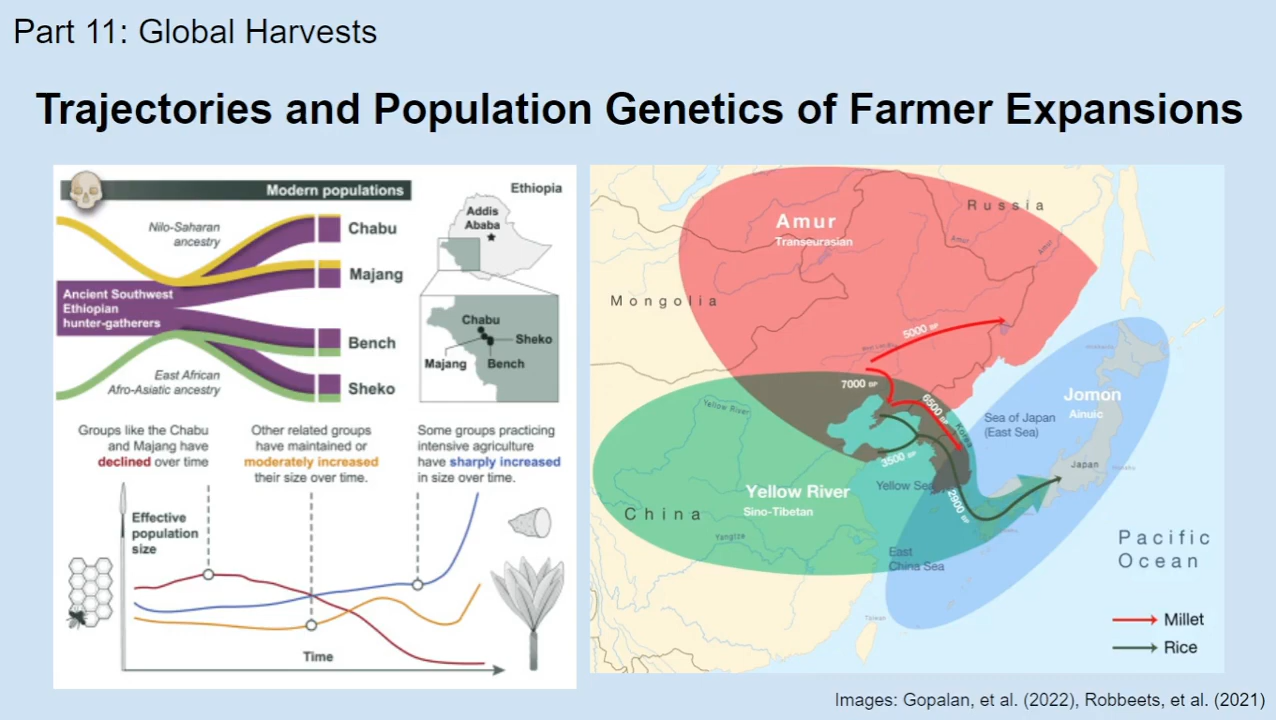 Part 11: Global Harvests
Trajectories and Population Genetics of Farmer Expansions
Modern populations
Nilo-Saharan
ancestry
Chabu
Majang
Ancient Southwest
Ethiopian
hunter-gatherers
Bench
East African
Afro-Asiatic ancestry
Sheko
Ethiopia
Addis
Ababa
Chabu
Sheko
Majang
Bench
Groups like the Chabu
and Majang have
declined over time
Other related groups
have maintained or
moderately increased
their size over time.
Some groups practicing
intensive agriculture
have sharply increased
in size over time.
Effective
population
size
Time
Amur
Transeurasian
Russia
Amur
Amur
Mongolia
5000 BP
7000 BP
6500 BP
Korea
Yellow River
Jomon
Ainuic
Sea of Japan
(East Sea)
Japan
3500 BP
Yellow Sea
2900 BP
Yellow River
Sino-Tibetan
China
Yangtze
East
China Sea
Pacific
Ocean
Taiwan
Millet
Rice
Images: Gopalan, et al. (2022), Robbeets, et al. (2021)